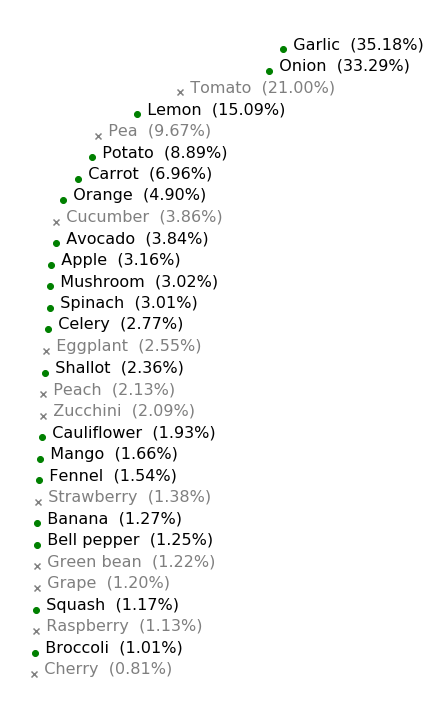 Garlic (35.18%)
Onion (33.29%)
Tomato (21.00%)
Lemon (15.09%)
Pea (9.67%)
Potato (8.89%)
Carrot (6.96%)
Orange (4.90%)
Cucumber (3.86%)
Avocado (3.84%)
Apple (3.16%)
Mushroom (3.02%)
Spinach (3.01%)
Celery (2.77%)
Eggplant (2.55%)
Shallot (2.36%)
Peach (2.13%)
Zucchini (2.09%)
Cauliflower (1.93%)
Mango (1.66%)
Fennel (1.54%)
Strawberry (1.38%)
Banana (1.27%)
Bell pepper (1.25%)
Green bean (1.22%)
Grape (1.20%)
Squash (1.17%)
Raspberry (1.13%)
Broccoli (1.01%)
Cherry (0.81%)